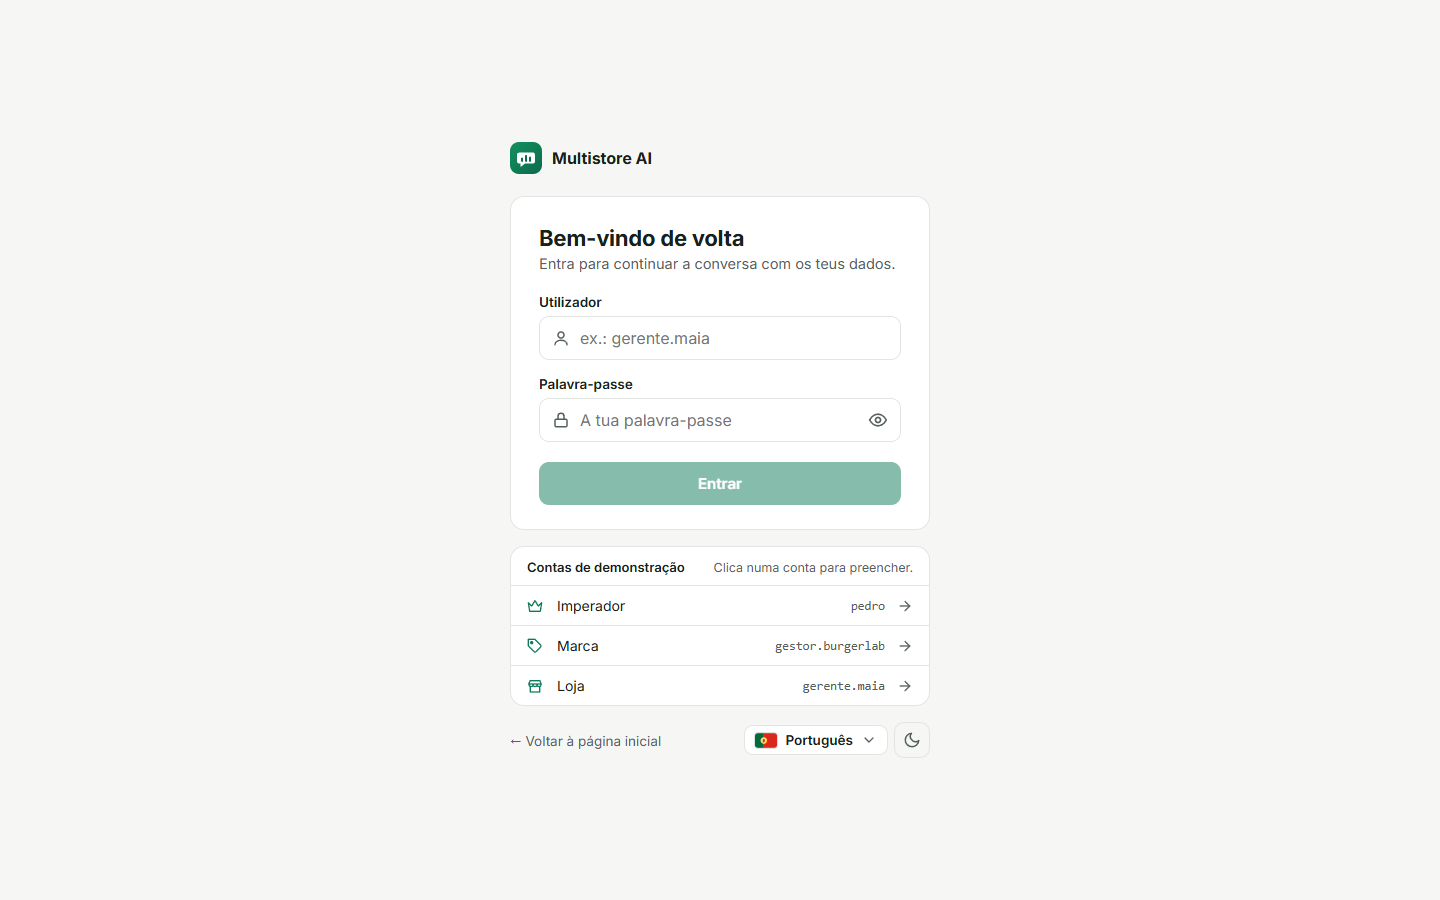 Multistore AI
Bem-vindo de volta
Entra para continuar a conversa com os teus dados.
Utilizador
ex.: gerente.maia
Palavra-passe
A tua palavra-passe
Entrar
Contas de demonstração Clica numa conta para preencher.
Imperador pedro →
Marca gestor.burgerlab →
Loja gerente.maia →
← Voltar à página inicial Português